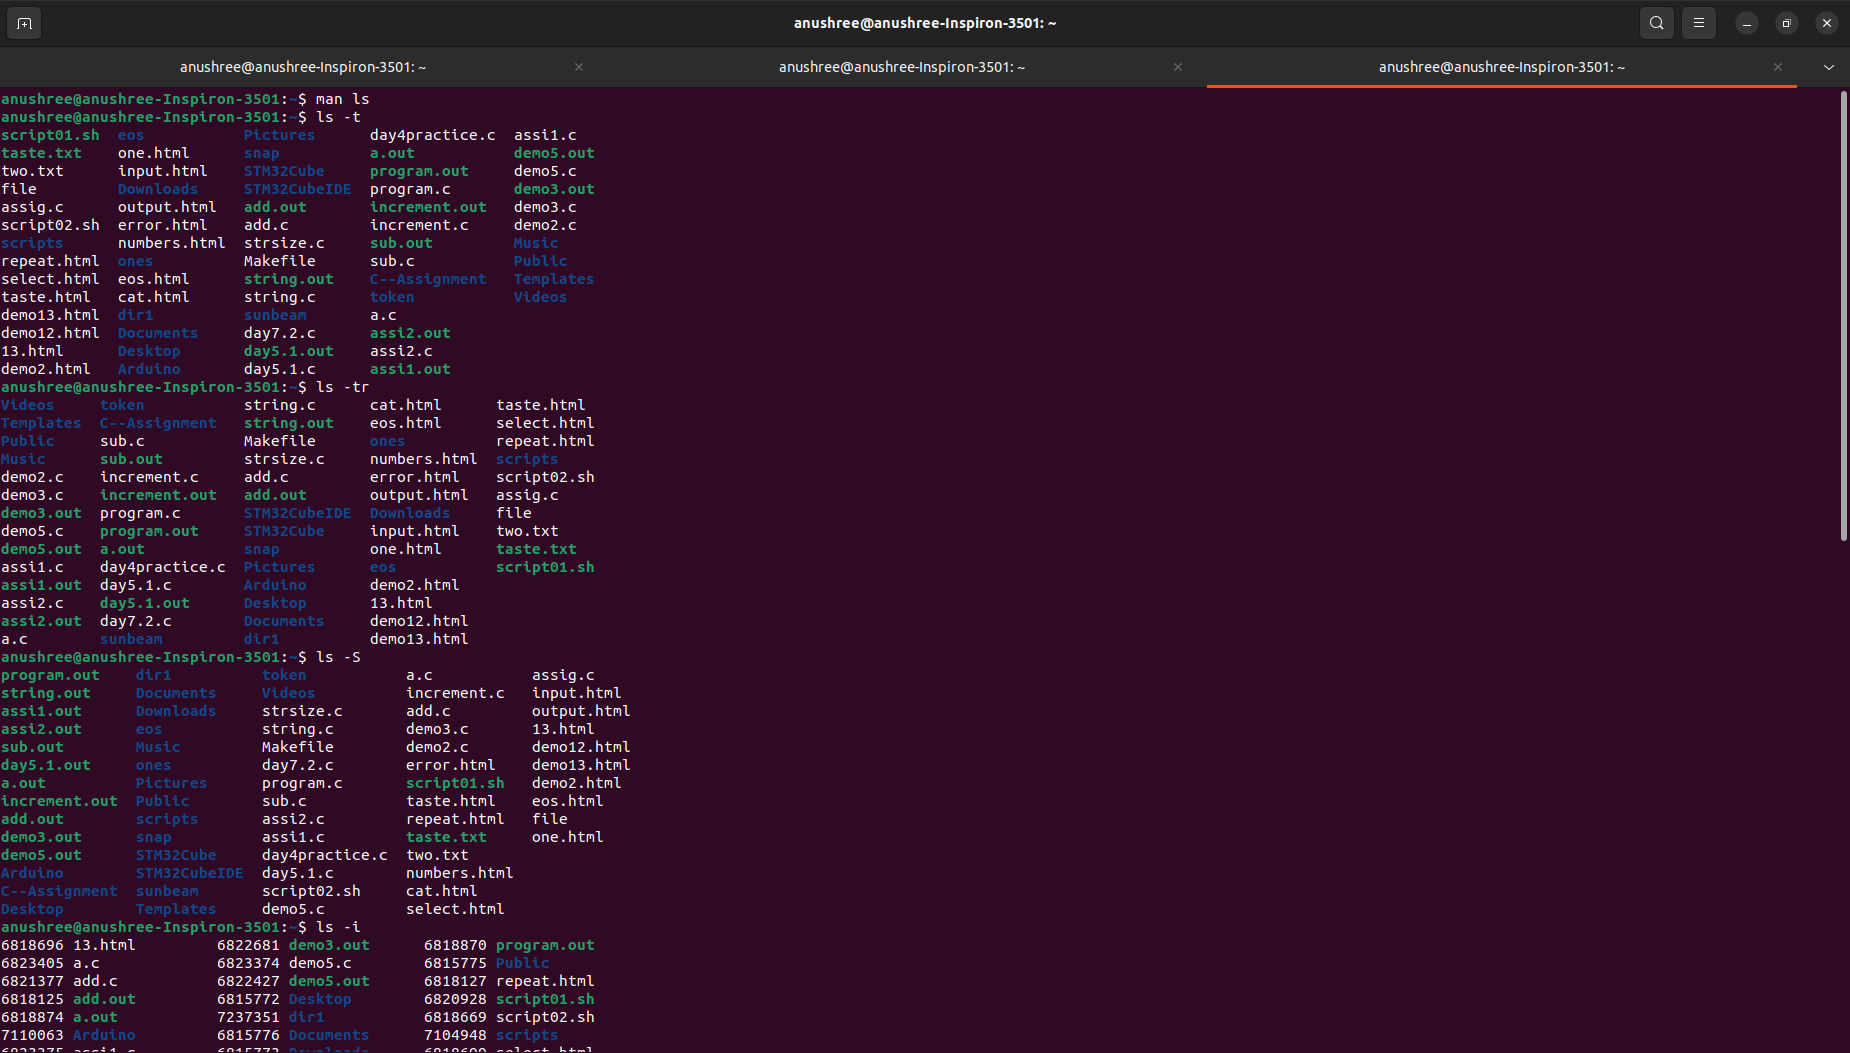 anushree@anushree-Inspiron-3501: ~
anushree@anushree-Inspiron-3501: ~ anushree@anushree-Inspiron-3501: ~ anushree@anushree-Inspiron-3501: ~
anushree@anushree-Inspiron-3501:~$ man ls
anushree@anushree-Inspiron-3501:~$ ls -t
script01.sh eos Pictures day4practice.c assi1.c
taste.txt one.html snap a.out demo5.out
two.txt input.html STM32Cube program.out demo5.c
file Downloads STM32CubeIDE program.c demo3.out
assig.c output.html add.out increment.out demo3.c
script02.sh error.html add.c increment.c demo2.c
scripts numbers.html strsize.c sub.out Music
repeat.html ones Makefile sub.c Public
select.html eos.html string.out C--Assignment Templates
taste.html cat.html string.c token Videos
demo13.html dir1 sunbeam a.c
demo12.html Documents day7.2.c assi2.out
13.html Desktop day5.1.out assi2.c
demo2.html Arduino day5.1.c assi1.out
anushree@anushree-Inspiron-3501:~$ ls -tr
Videos token string.c cat.html taste.html
Templates C--Assignment string.out eos.html select.html
Public sub.c Makefile ones repeat.html
Music sub.out strsize.c numbers.html scripts
demo2.c increment.c add.c error.html script02.sh
demo3.c increment.out add.out output.html assig.c
demo3.out program.c STM32CubeIDE Downloads file
demo5.c program.out STM32Cube input.html two.txt
demo5.out a.out snap one.html taste.txt
assi1.c day4practice.c Pictures eos script01.sh
assi1.out day5.1.c Arduino demo2.html
assi2.c day5.1.out Desktop 13.html
assi2.out day7.2.c Documents demo12.html
a.c sunbeam dir1 demo13.html
anushree@anushree-Inspiron-3501:~$ ls -S
program.out dir1 token a.c assig.c
string.out Documents Videos increment.c input.html
assi1.out Downloads strsize.c add.c output.html
assi2.out eos string.c demo3.c 13.html
sub.out Music Makefile demo2.c demo12.html
day5.1.out ones day7.2.c error.html demo13.html
a.out Pictures program.c script01.sh demo2.html
increment.out Public sub.c taste.html eos.html
add.out scripts assi2.c repeat.html file
demo3.out snap assi1.c taste.txt one.html
demo5.out STM32Cube day4practice.c two.txt
Arduino STM32CubeIDE day5.1.c numbers.html
C--Assignment sunbeam script02.sh cat.html
Desktop Templates demo5.c select.html
anushree@anushree-Inspiron-3501:~$ ls -i
6818696 13.html 6822681 demo3.out 6818870 program.out
6823405 a.c 6823374 demo5.c 6815775 Public
6821377 add.c 6822427 demo5.out 6818127 repeat.html
6818125 add.out 6815772 Desktop 6820928 script01.sh
6818874 a.out 7237351 dir1 6818669 script02.sh
7110063 Arduino 6815776 Documents 7104948 scripts